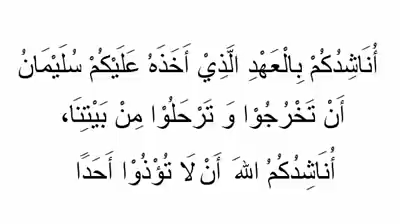 أُنَاشِدُكُمْ بِالْعَهْدِ الَّذِيْ أَخَذَهُ عَلَيْكُمْ سُلَيْمَانُ
أَنْ تَخْرُجُوْا وَ تَرْحَلُوْا مِنْ بَيْتِنَا،
أُنَاشِدُكُمُ اللهَ أَنْ لَا تُؤْذُوْا أَحَدًا